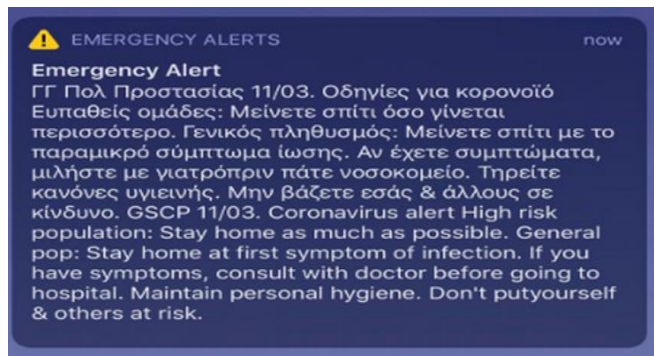 EMERGENCY ALERTS now
Emergency Alert
ΓΓ Πολ Προστασίας 11/03. Οδηγίες για κορονοϊό
Ευπαθείς ομάδες: Μείνετε σπίτι όσο γίνεται
περισσότερο. Γενικός πληθυσμός: Μείνετε σπίτι με το
παραμικρό σύμπτωμα ίωσης. Αν έχετε συμπτώματα,
μιλήστε με γιατρόπριν πάτε νοσοκομείο. Τηρείτε
κανόνες υγιεινής. Μην βάζετε εσάς & άλλους σε
κίνδυνο. GSCP 11/03. Coronavirus alert High risk
population: Stay home as much as possible. General
pop: Stay home at first symptom of infection. If you
have symptoms, consult with doctor before going to
hospital. Maintain personal hygiene. Don't putyourself
& others at risk.